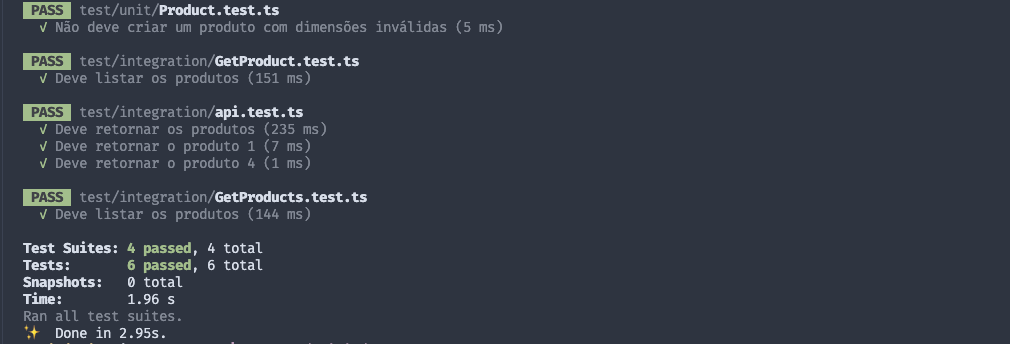 PASS test/unit/Product.test.ts
√ Não deve criar um produto com dimensões inválidas (5 ms)
PASS test/integration/GetProduct.test.ts
√ Deve listar os produtos (151 ms)
PASS test/integration/api.test.ts
√ Deve retornar os produtos (235 ms)
√ Deve retornar o produto 1 (7 ms)
√ Deve retornar o produto 4 (1 ms)
PASS test/integration/GetProducts.test.ts
√ Deve listar os produtos (144 ms)
Test Suites: 4 passed, 4 total
Tests: 6 passed, 6 total
Snapshots: 0 total
Time: 1.96 s
Ran all test suites.
✨ Done in 2.95s.